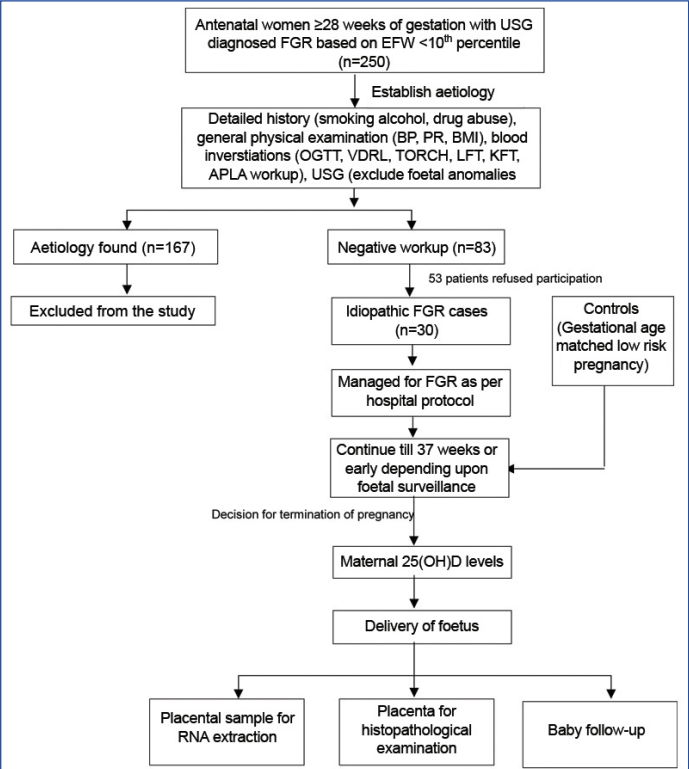 Antenatal women ≥28 weeks of gestation with USG
diagnosed FGR based on EFW <10th percentile
(n=250)
Establish aetiology
Detailed history (smoking alcohol, drug abuse),
general physical examination (BP, PR, BMI), blood
inverstiations (OGTT, VDRL, TORCH, LFT, KFT,
APLA workup), USG (exclude foetal anomalies
Aetiology found (n=167)
Negative workup (n=83)
53 patients refused participation
Excluded from the study
Idiopathic FGR cases
(n=30)
Controls
(Gestational age
matched low risk
pregnancy)
Managed for FGR as per
hospital protocol
Continue till 37 weeks or
early depending upon
foetal surveillance
Decision for termination of pregnancy
Maternal 25(OH)D levels
Delivery of foetus
Placental sample for
RNA extraction
Placenta for
histopathological
examination
Baby follow-up